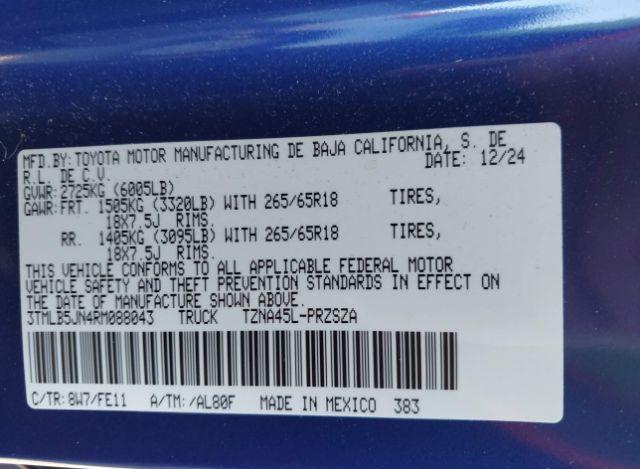 MFD.BY:TOYOTA MOTOR MANUFACTURING DE BAJA CALIFORNIA, S. DE
R.L. DE C.V. DATE: 12/24
GVWR: 2725KG (6005LB)
GAWR:FRT. 1505KG (3320LB) WITH 265/65R18 TIRES,
18X7.5J RIMS.
RR. 1405KG (3095LB) WITH 265/65R18 TIRES,
18X7.5J RIMS.
THIS VEHICLE CONFORMS TO ALL APPLICABLE FEDERAL MOTOR
VEHICLE SAFETY AND THEFT PREVENTION STANDARDS IN EFFECT ON
THE DATE OF MANUFACTURE SHOWN ABOVE.
3TMLB5JN4RM088043 TRUCK TZNA45L-PRZSZA
C/TR:8W7/FE11 A/TM:/AL80F MADE IN MEXICO 383